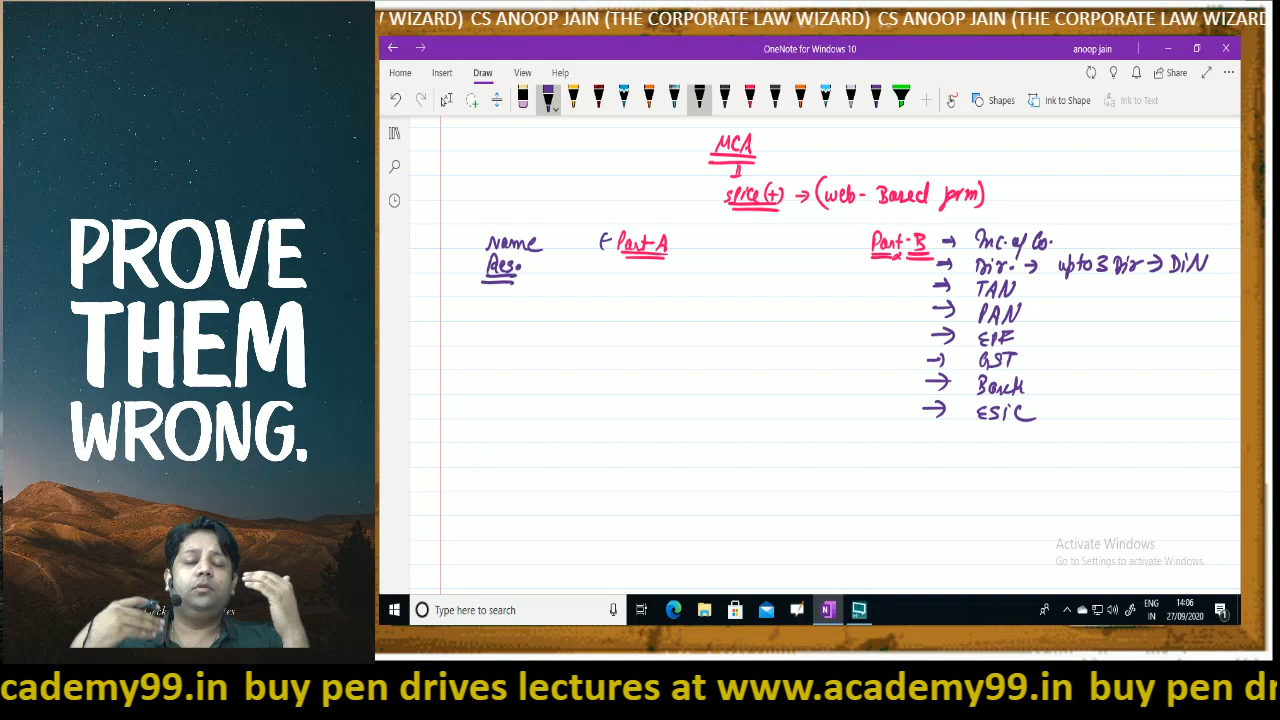 W WIZARD) CS ANOOP JAIN (THE CORPORATE LAW WIZARD) CS ANOOP JAIN (THE CORPORATE LAW WIZARD
OneNote for Windows 10
anoop jain
Home Insert Draw View Help
Share
Shapes
Ink to Shape
Ink to Text
PROVE
THEM
WRONG.
MCA
spice(+) → (web-Based form)
Name ← Part-A
Res.
Part-B → Inc. of Co.
→ Dir. → upto 3 Dir → DIN
→ TAN
→ PAN
→ EPF
→ GST
→ Bank
→ ESIC
Activate Windows
Go to Settings to activate Windows.
Type here to search
ENG
IN
14:06
27/09/2020
1
cademy99.in buy pen drives lectures at www.academy99.in buy pen dr